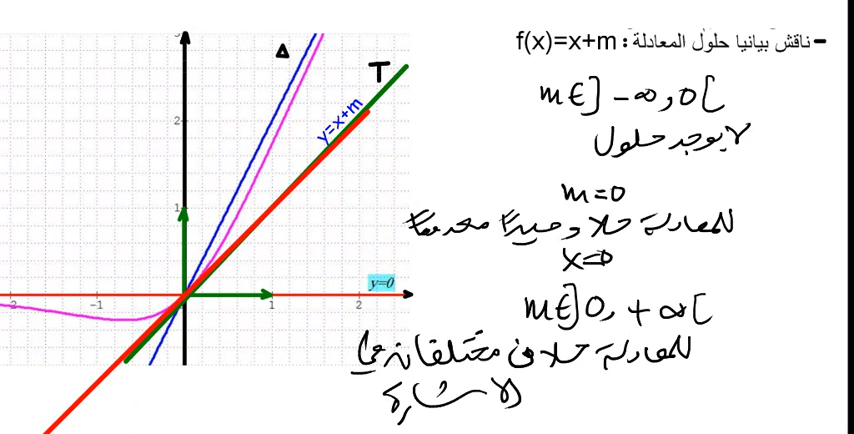 - ناقش بيانيا حلول المعادلة : f(x)=x+m
m∈]-∞,0[
لا يوجد حلول
m=0
للمعادلة حلا وحيدا معدوما
x=0
m∈]0,+∞[
للمعادلة حلان مختلفان في
الاشارة
Δ
T
y=x+m
y=0
3
2
1
-2
-1
1
2